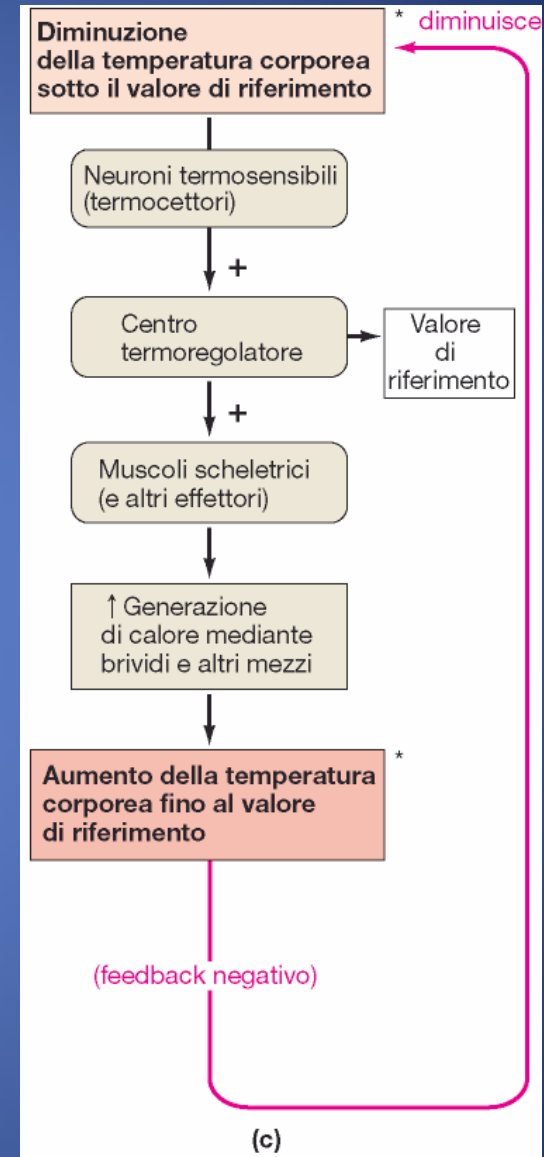 * diminuisce
Diminuzione
della temperatura corporea
sotto il valore di riferimento
Neuroni termosensibili
(termocettori)
+
Centro
termoregolatore
Valore
di
riferimento
+
Muscoli scheletrici
(e altri effettori)
↑ Generazione
di calore mediante
brividi e altri mezzi
*
Aumento della temperatura
corporea fino al valore
di riferimento
(feedback negativo)
(c)